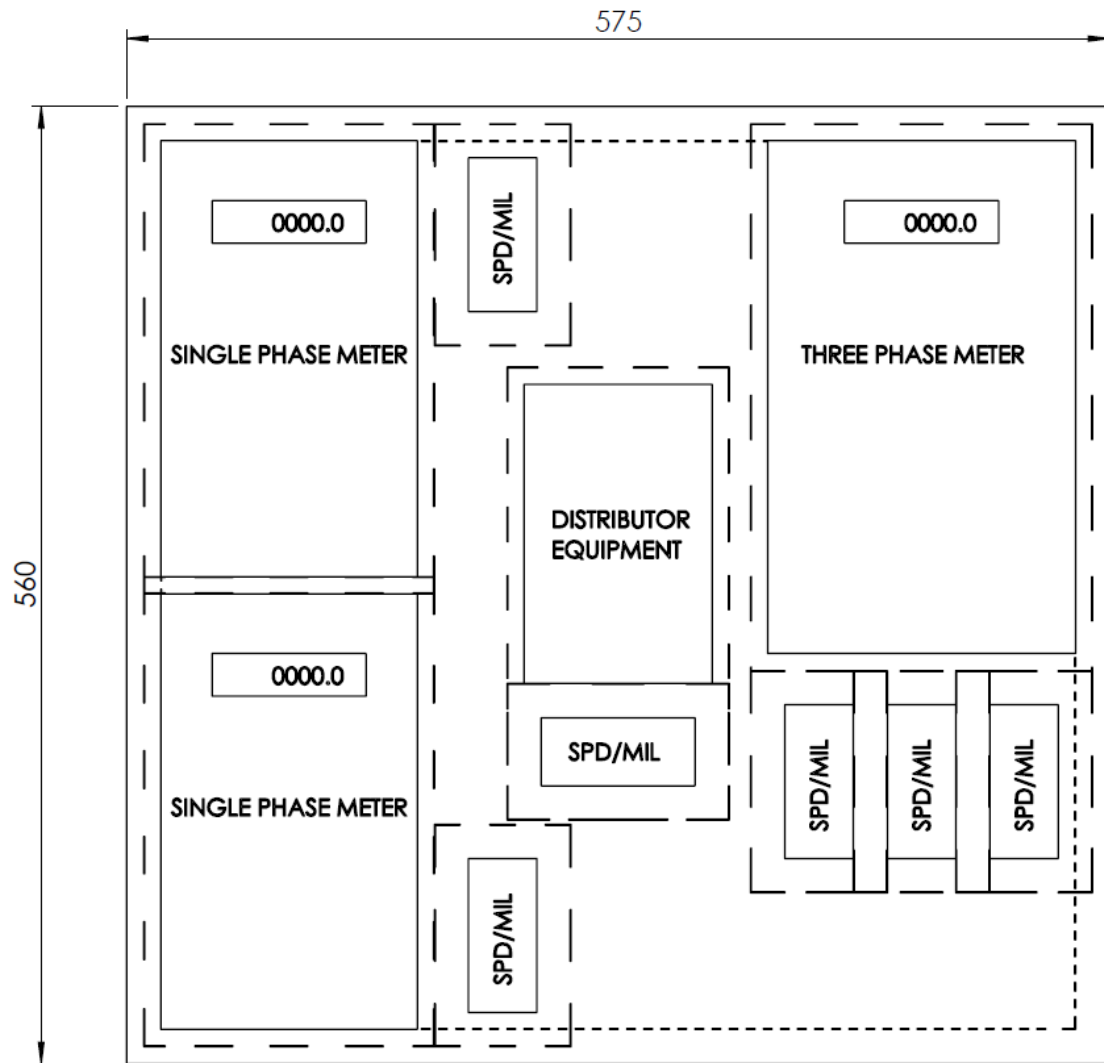 575
560
0000.0
SINGLE PHASE METER
SPD/MIL
0000.0
THREE PHASE METER
DISTRIBUTOR
EQUIPMENT
SPD/MIL
0000.0
SINGLE PHASE METER
SPD/MIL
SPD/MIL
SPD/MIL
SPD/MIL